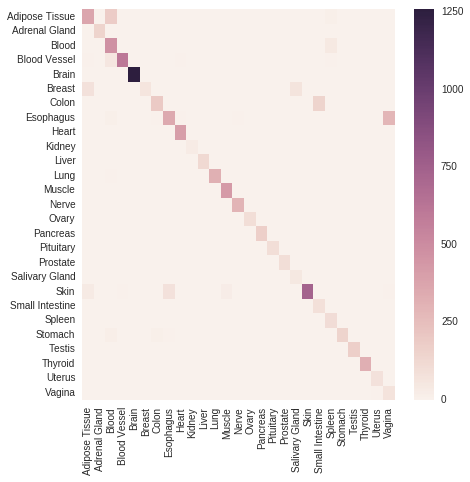 Adipose Tissue
Adrenal Gland
Blood
Blood Vessel
Brain
Breast
Colon
Esophagus
Heart
Kidney
Liver
Lung
Muscle
Nerve
Ovary
Pancreas
Pituitary
Prostate
Salivary Gland
Skin
Small Intestine
Spleen
Stomach
Testis
Thyroid
Uterus
Vagina
Adipose Tissue
Adrenal Gland
Blood
Blood Vessel
Brain
Breast
Colon
Esophagus
Heart
Kidney
Liver
Lung
Muscle
Nerve
Ovary
Pancreas
Pituitary
Prostate
Salivary Gland
Skin
Small Intestine
Spleen
Stomach
Testis
Thyroid
Uterus
Vagina
1250
1000
750
500
250
0